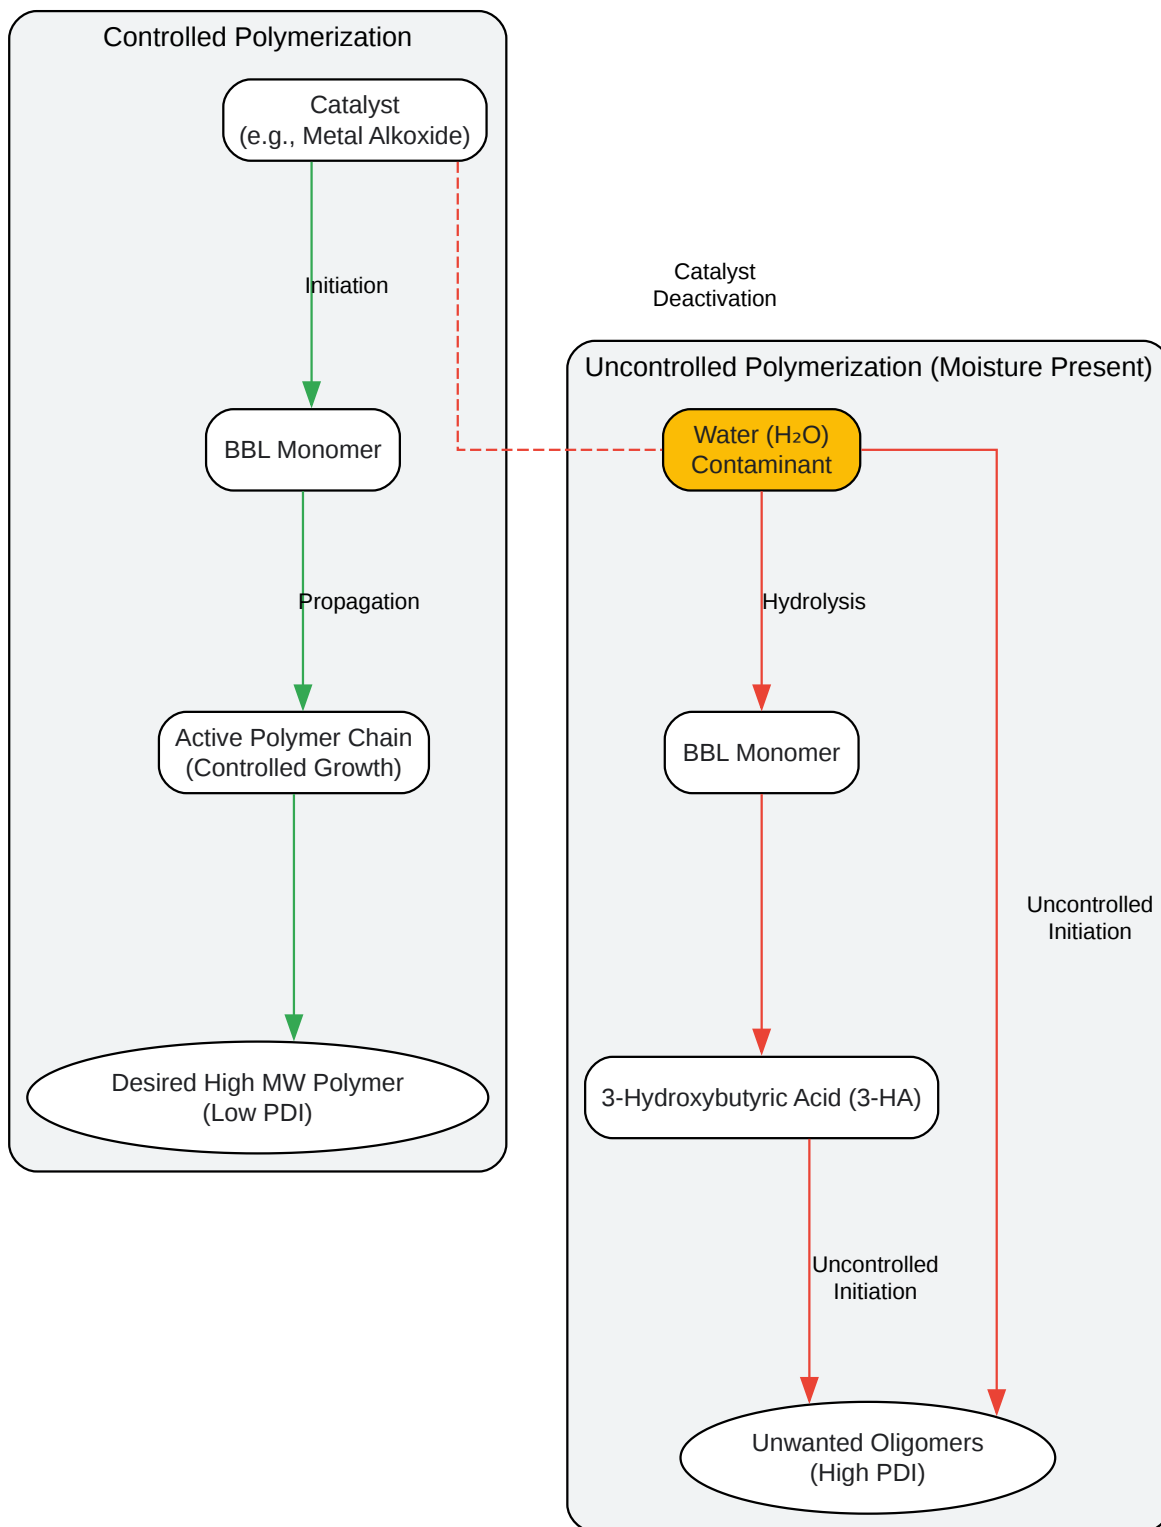 Controlled Polymerization
Catalyst
(e.g., Metal Alkoxide)
Initiation
BBL Monomer
Propagation
Active Polymer Chain
(Controlled Growth)
Desired High MW Polymer
(Low PDI)
Catalyst
Deactivation
Uncontrolled Polymerization (Moisture Present)
Water (H₂O)
Contaminant
Hydrolysis
BBL Monomer
Uncontrolled
Initiation
3-Hydroxybutyric Acid (3-HA)
Uncontrolled
Initiation
Unwanted Oligomers
(High PDI)